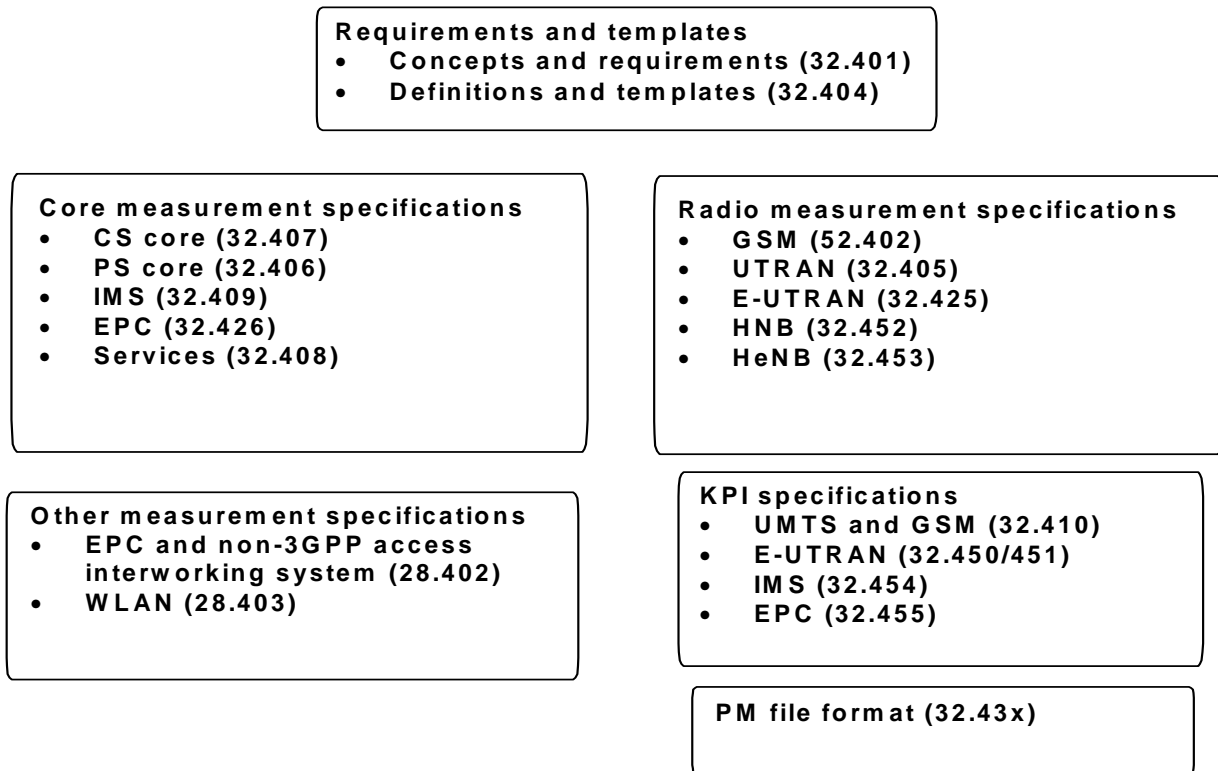 Requirements and templates
• Concepts and requirements (32.401)
• Definitions and templates (32.404)
Core measurement specifications
• CS core (32.407)
• PS core (32.406)
• IMS (32.409)
• EPC (32.426)
• Services (32.408)
Radio measurement specifications
• GSM (52.402)
• UTRAN (32.405)
• E-UTRAN (32.425)
• HNB (32.452)
• HeNB (32.453)
Other measurement specifications
• EPC and non-3GPP access
interworking system (28.402)
• WLAN (28.403)
KPI specifications
• UMTS and GSM (32.410)
• E-UTRAN (32.450/451)
• IMS (32.454)
• EPC (32.455)
PM file format (32.43x)